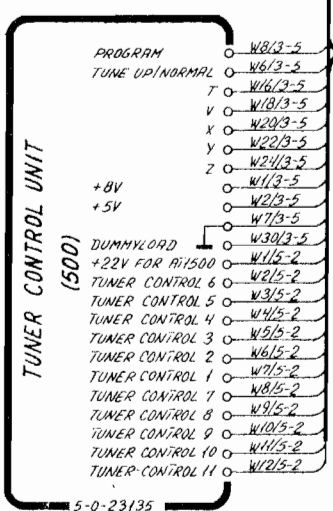 TUNER CONTROL UNIT
(500)
PROGRAM W8/3-5
TUNE UP/NORMAL W6/3-5
T W16/3-5
V W18/3-5
X W20/3-5
Y W22/3-5
Z W24/3-5
+8V W1/3-5
+5V W2/3-5
W7/3-5
DUMMYLOAD W30/3-5
+22V FOR A11500 W1/5-2
TUNER CONTROL 6 W2/5-2
TUNER CONTROL 5 W3/5-2
TUNER CONTROL 4 W4/5-2
TUNER CONTROL 3 W5/5-2
TUNER CONTROL 2 W6/5-2
TUNER CONTROL 1 W7/5-2
TUNER CONTROL 7 W8/5-2
TUNER CONTROL 8 W9/5-2
TUNER CONTROL 9 W10/5-2
TUNER CONTROL 10 W11/5-2
TUNER-CONTROL 11 W12/5-2
5-0-23135